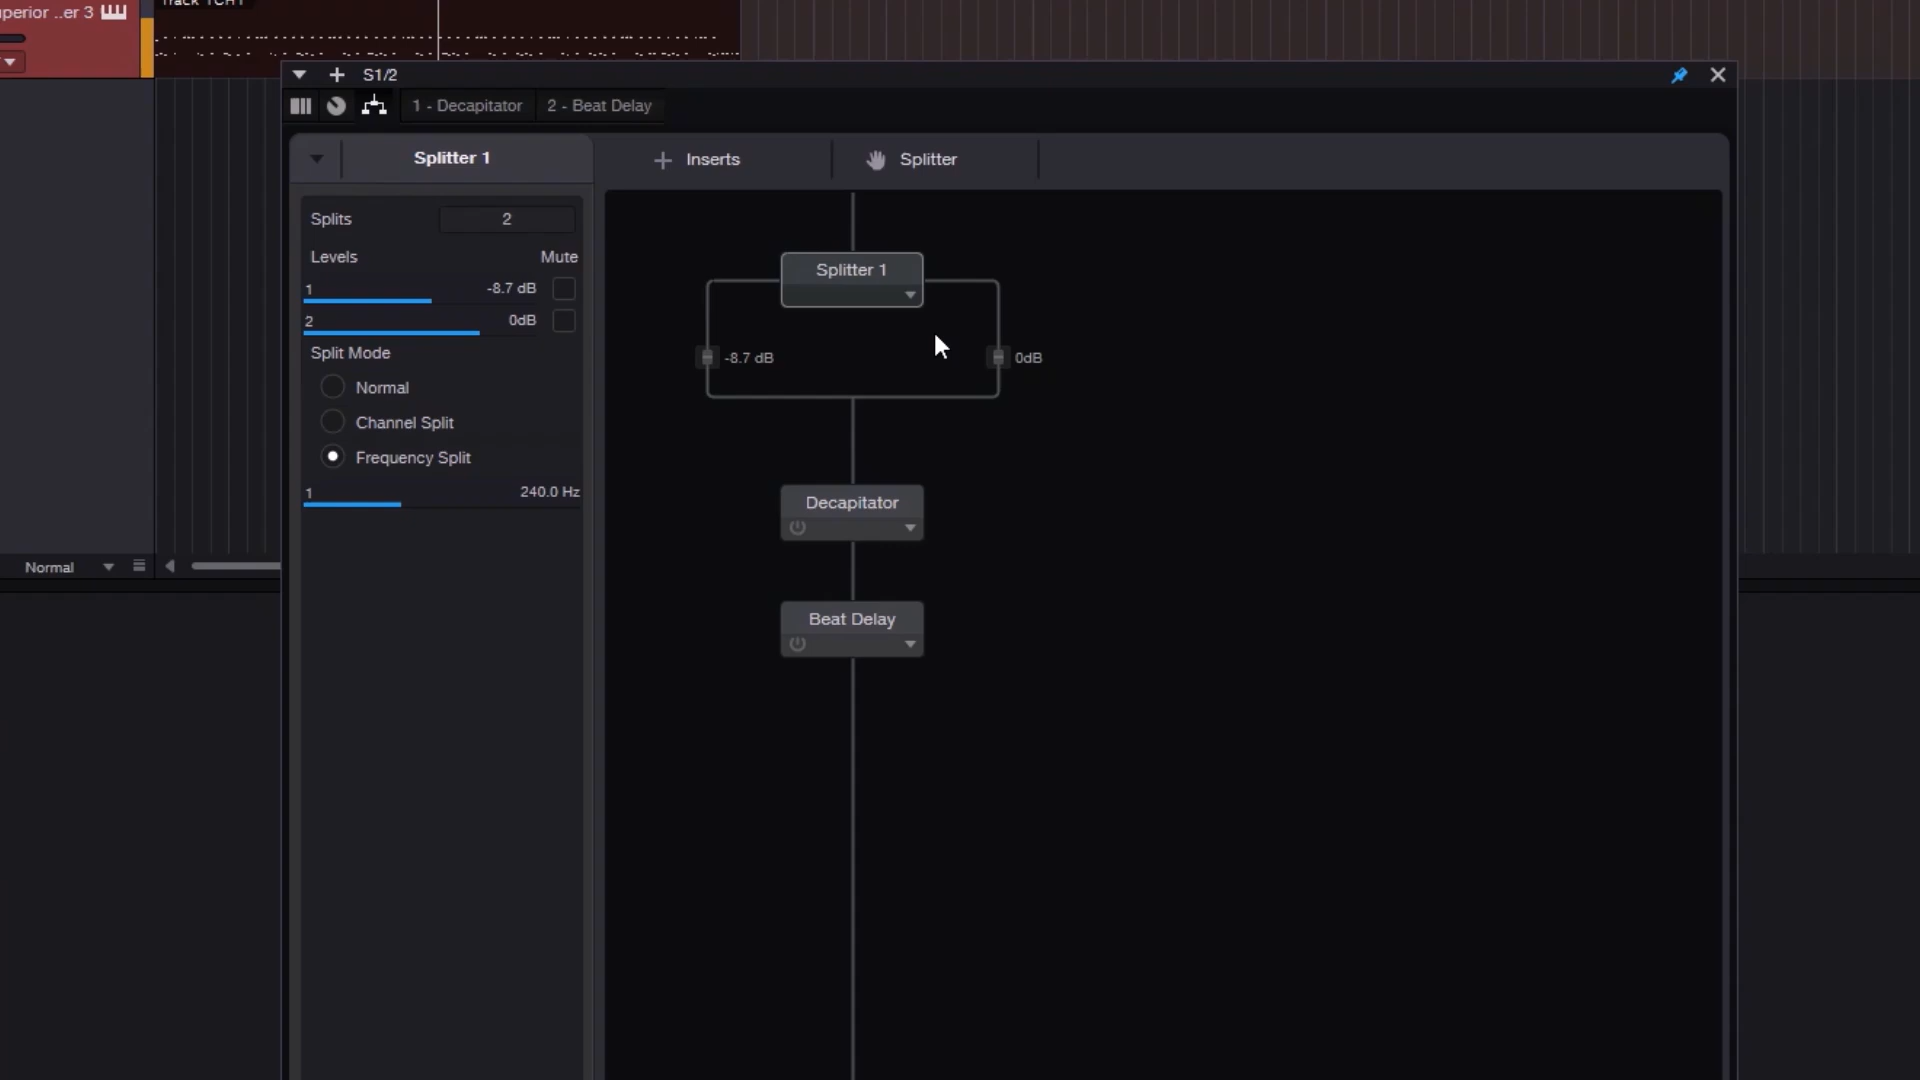 perior ..er 3
S1/2
1 - Decapitator 2 - Beat Delay
Splitter 1
Inserts
Splitter
Splits 2
Levels Mute
1 -8.7 dB
2 0dB
Split Mode
Normal
Channel Split
Frequency Split
1 240.0 Hz
Splitter 1
-8.7 dB
0dB
Decapitator
Beat Delay
Normal